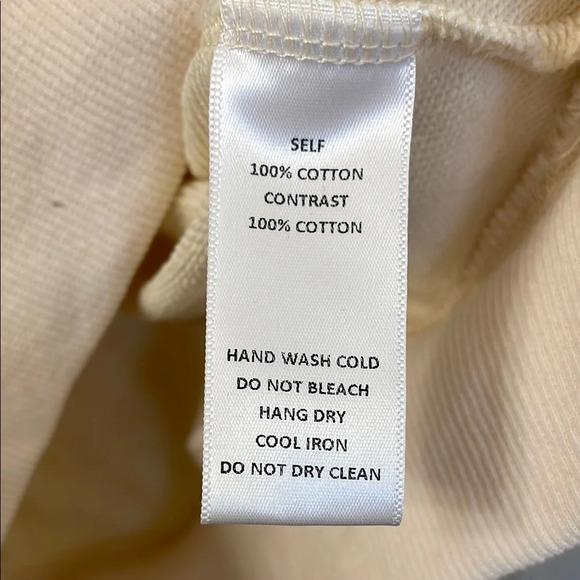 SELF
100% COTTON
CONTRAST
100% COTTON
HAND WASH COLD
DO NOT BLEACH
HANG DRY
COOL IRON
DO NOT DRY CLEAN